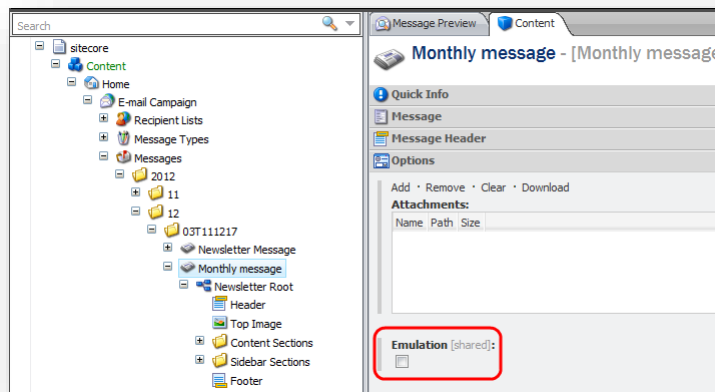 Search
sitecore
Content
Home
E-mail Campaign
Recipient Lists
Message Types
Messages
2012
11
12
03T111217
Newsletter Message
Monthly message
Newsletter Root
Header
Top Image
Content Sections
Sidebar Sections
Footer
Message Preview
Content
Monthly message - [Monthly message
Quick Info
Message
Message Header
Options
Add · Remove · Clear · Download
Attachments:
Name Path Size
Emulation [shared]: